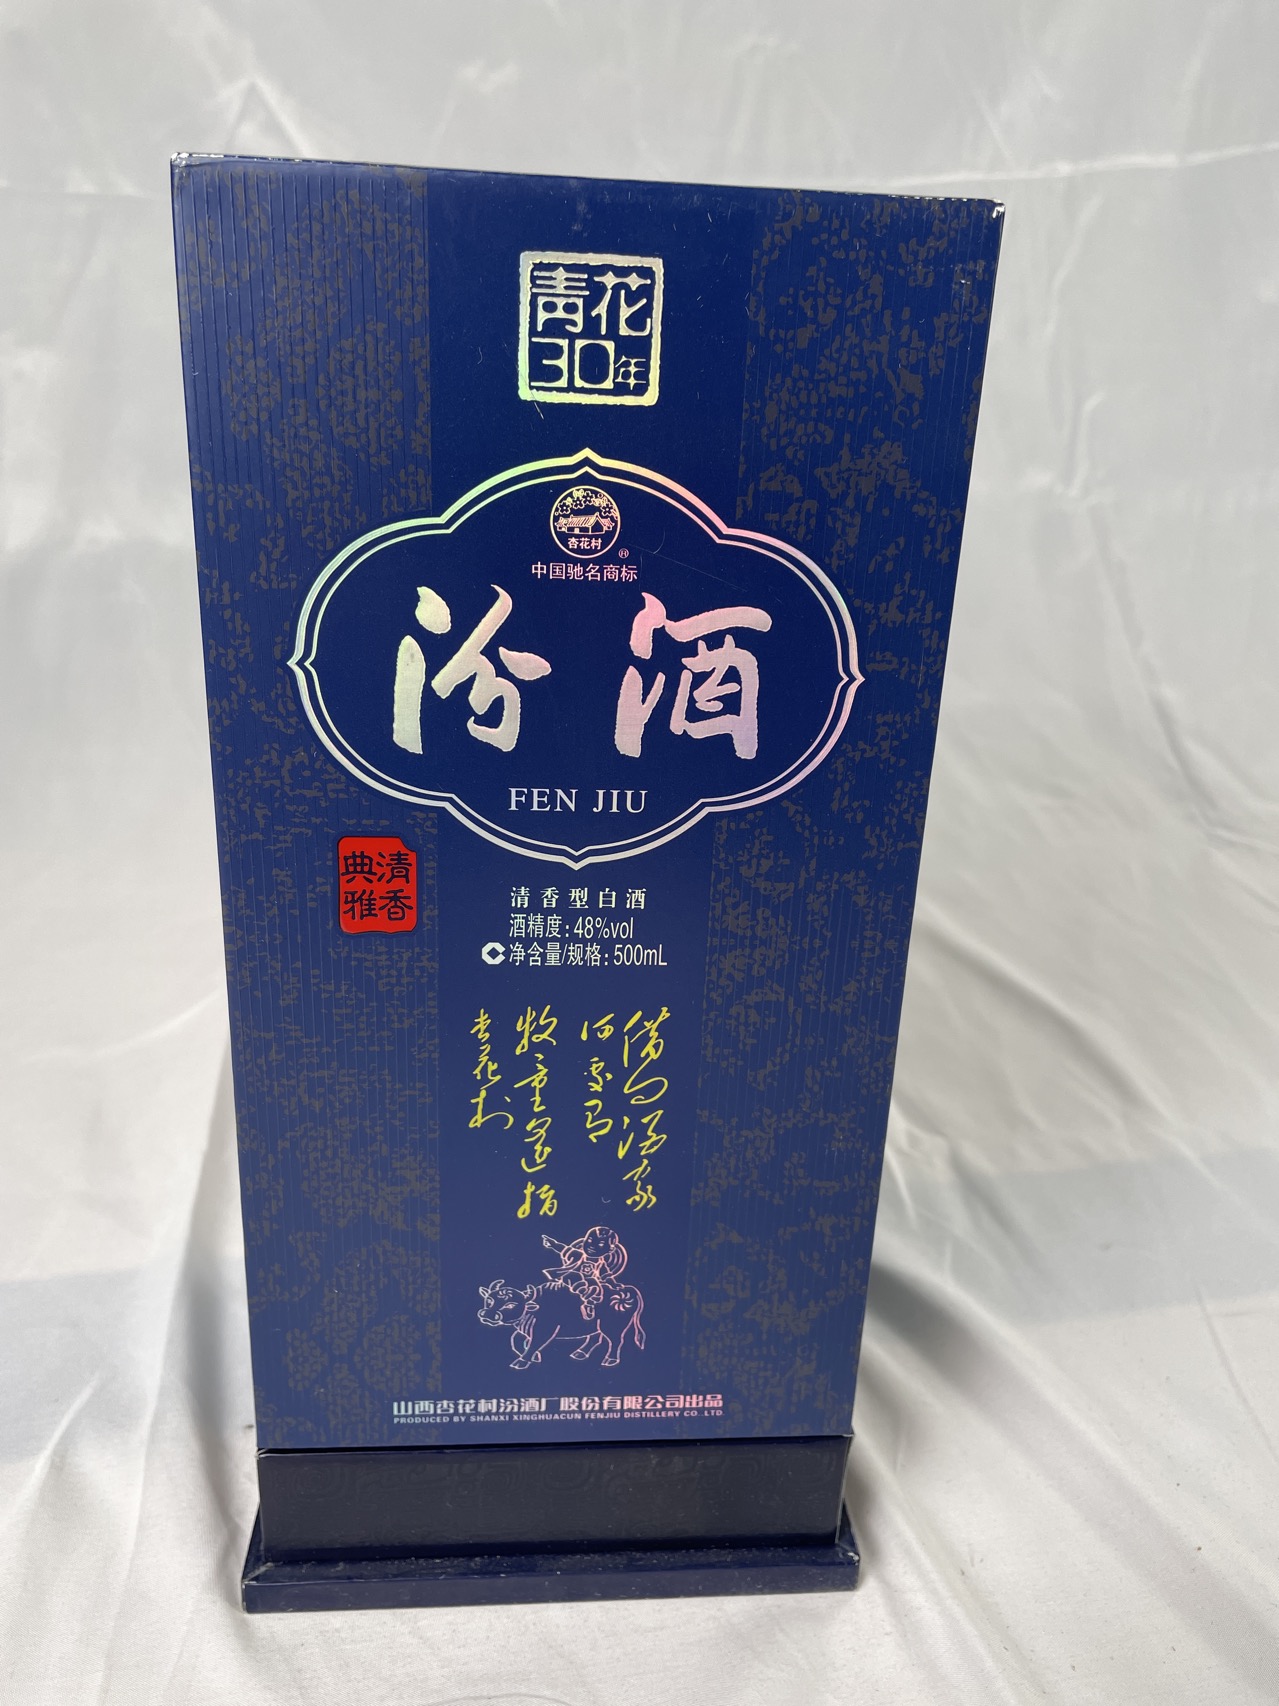 青花
30年
杏花村
®
中国驰名商标
汾酒
FEN JIU
清香
典雅
清香型白酒
酒精度:48%vol
净含量/规格:500mL
借问酒家
何处有
牧童遥指
杏花村
山西杏花村汾酒厂股份有限公司出品
PRODUCED BY SHANXI XINGHUACUN FENJIU DISTILLERY CO.,LTD.